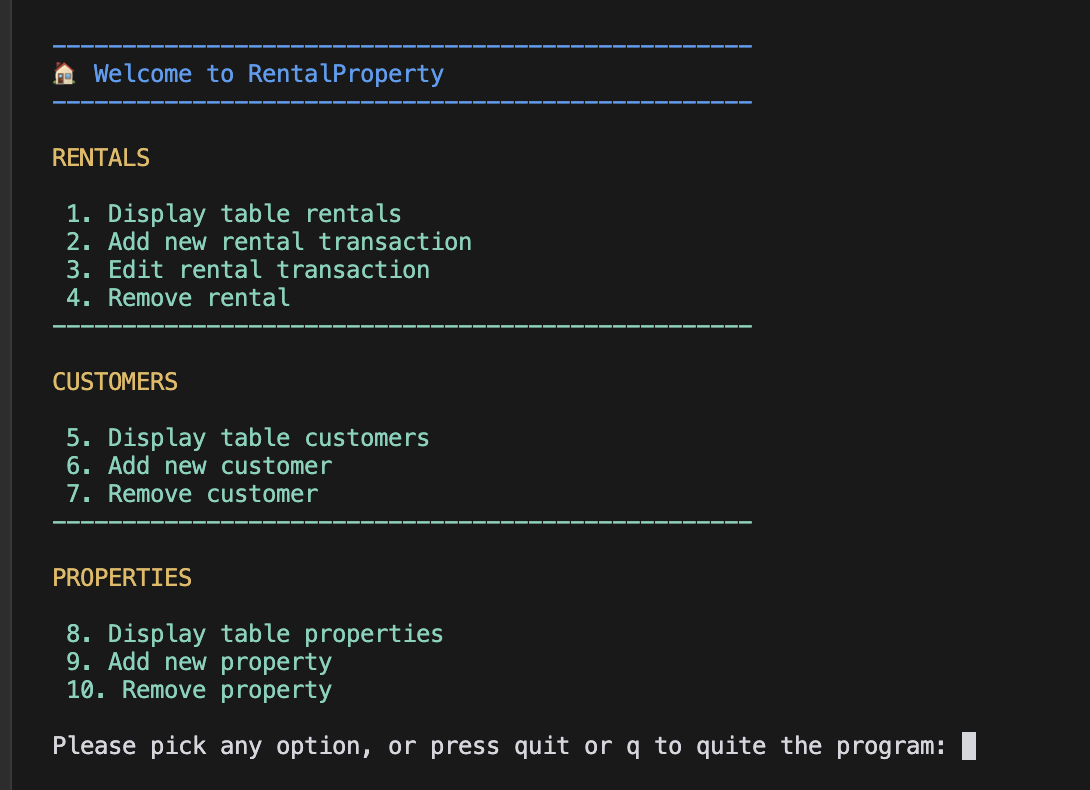 Welcome to RentalProperty
RENTALS
1. Display table rentals
2. Add new rental transaction
3. Edit rental transaction
4. Remove rental
CUSTOMERS
5. Display table customers
6. Add new customer
7. Remove customer
PROPERTIES
8. Display table properties
9. Add new property
10. Remove property
Please pick any option, or press quit or q to quite the program: